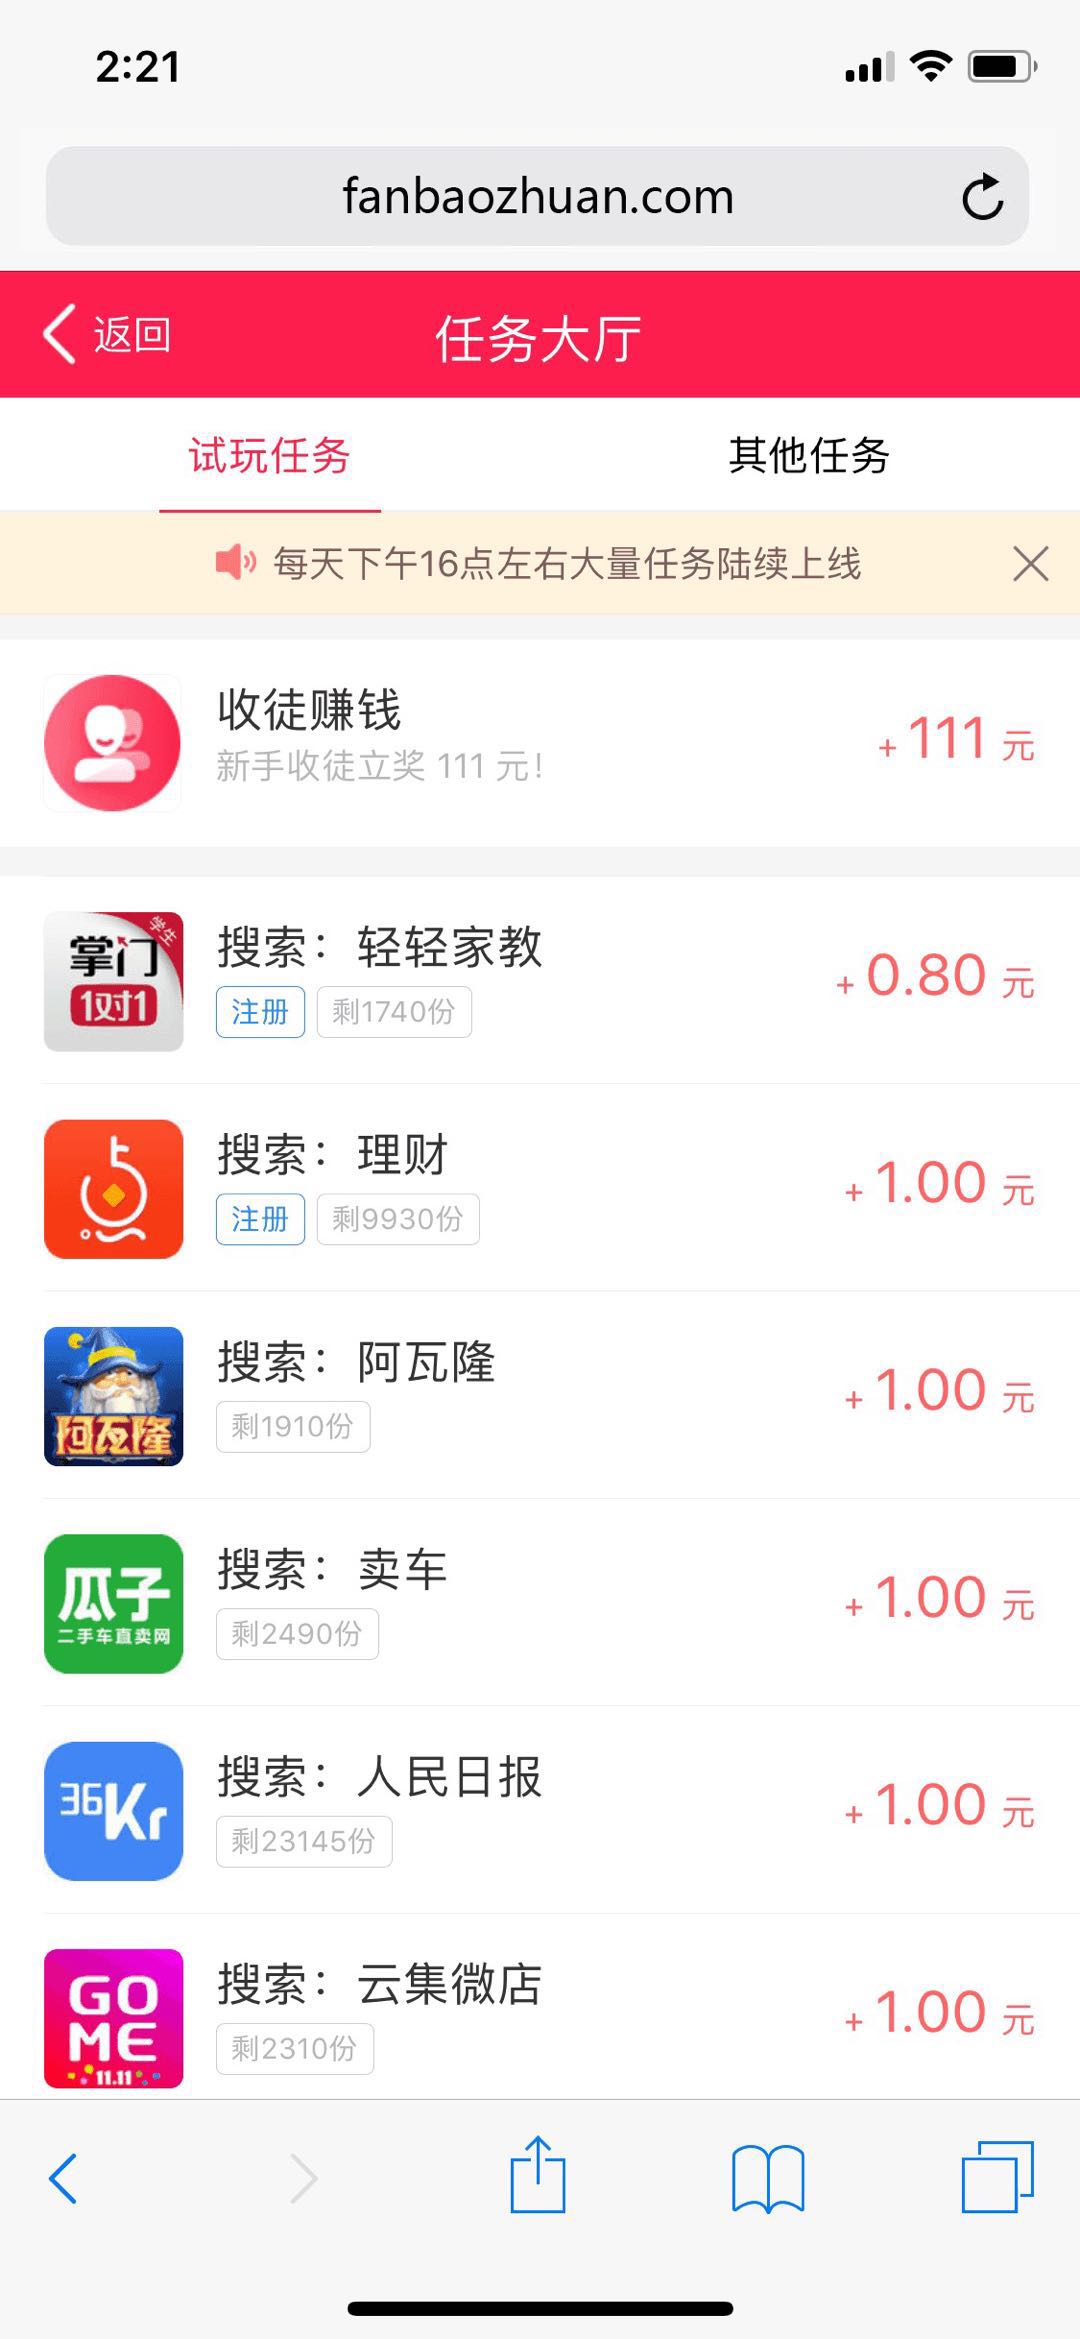 2:21
fanbaozhuan.com
返回
任务大厅
试玩任务
其他任务
每天下午16点左右大量任务陆续上线
收徒赚钱
新手收徒立奖 111 元!
+ 111 元
学生
掌门
1对1
搜索：轻轻家教
注册 剩1740份
+ 0.80 元
搜索：理财
注册 剩9930份
+ 1.00 元
阿瓦隆
搜索：阿瓦隆
剩1910份
+ 1.00 元
瓜子
二手车直卖网
搜索：卖车
剩2490份
+ 1.00 元
36Kr
搜索：人民日报
剩23145份
+ 1.00 元
GO
ME
11.11
搜索：云集微店
剩2310份
+ 1.00 元